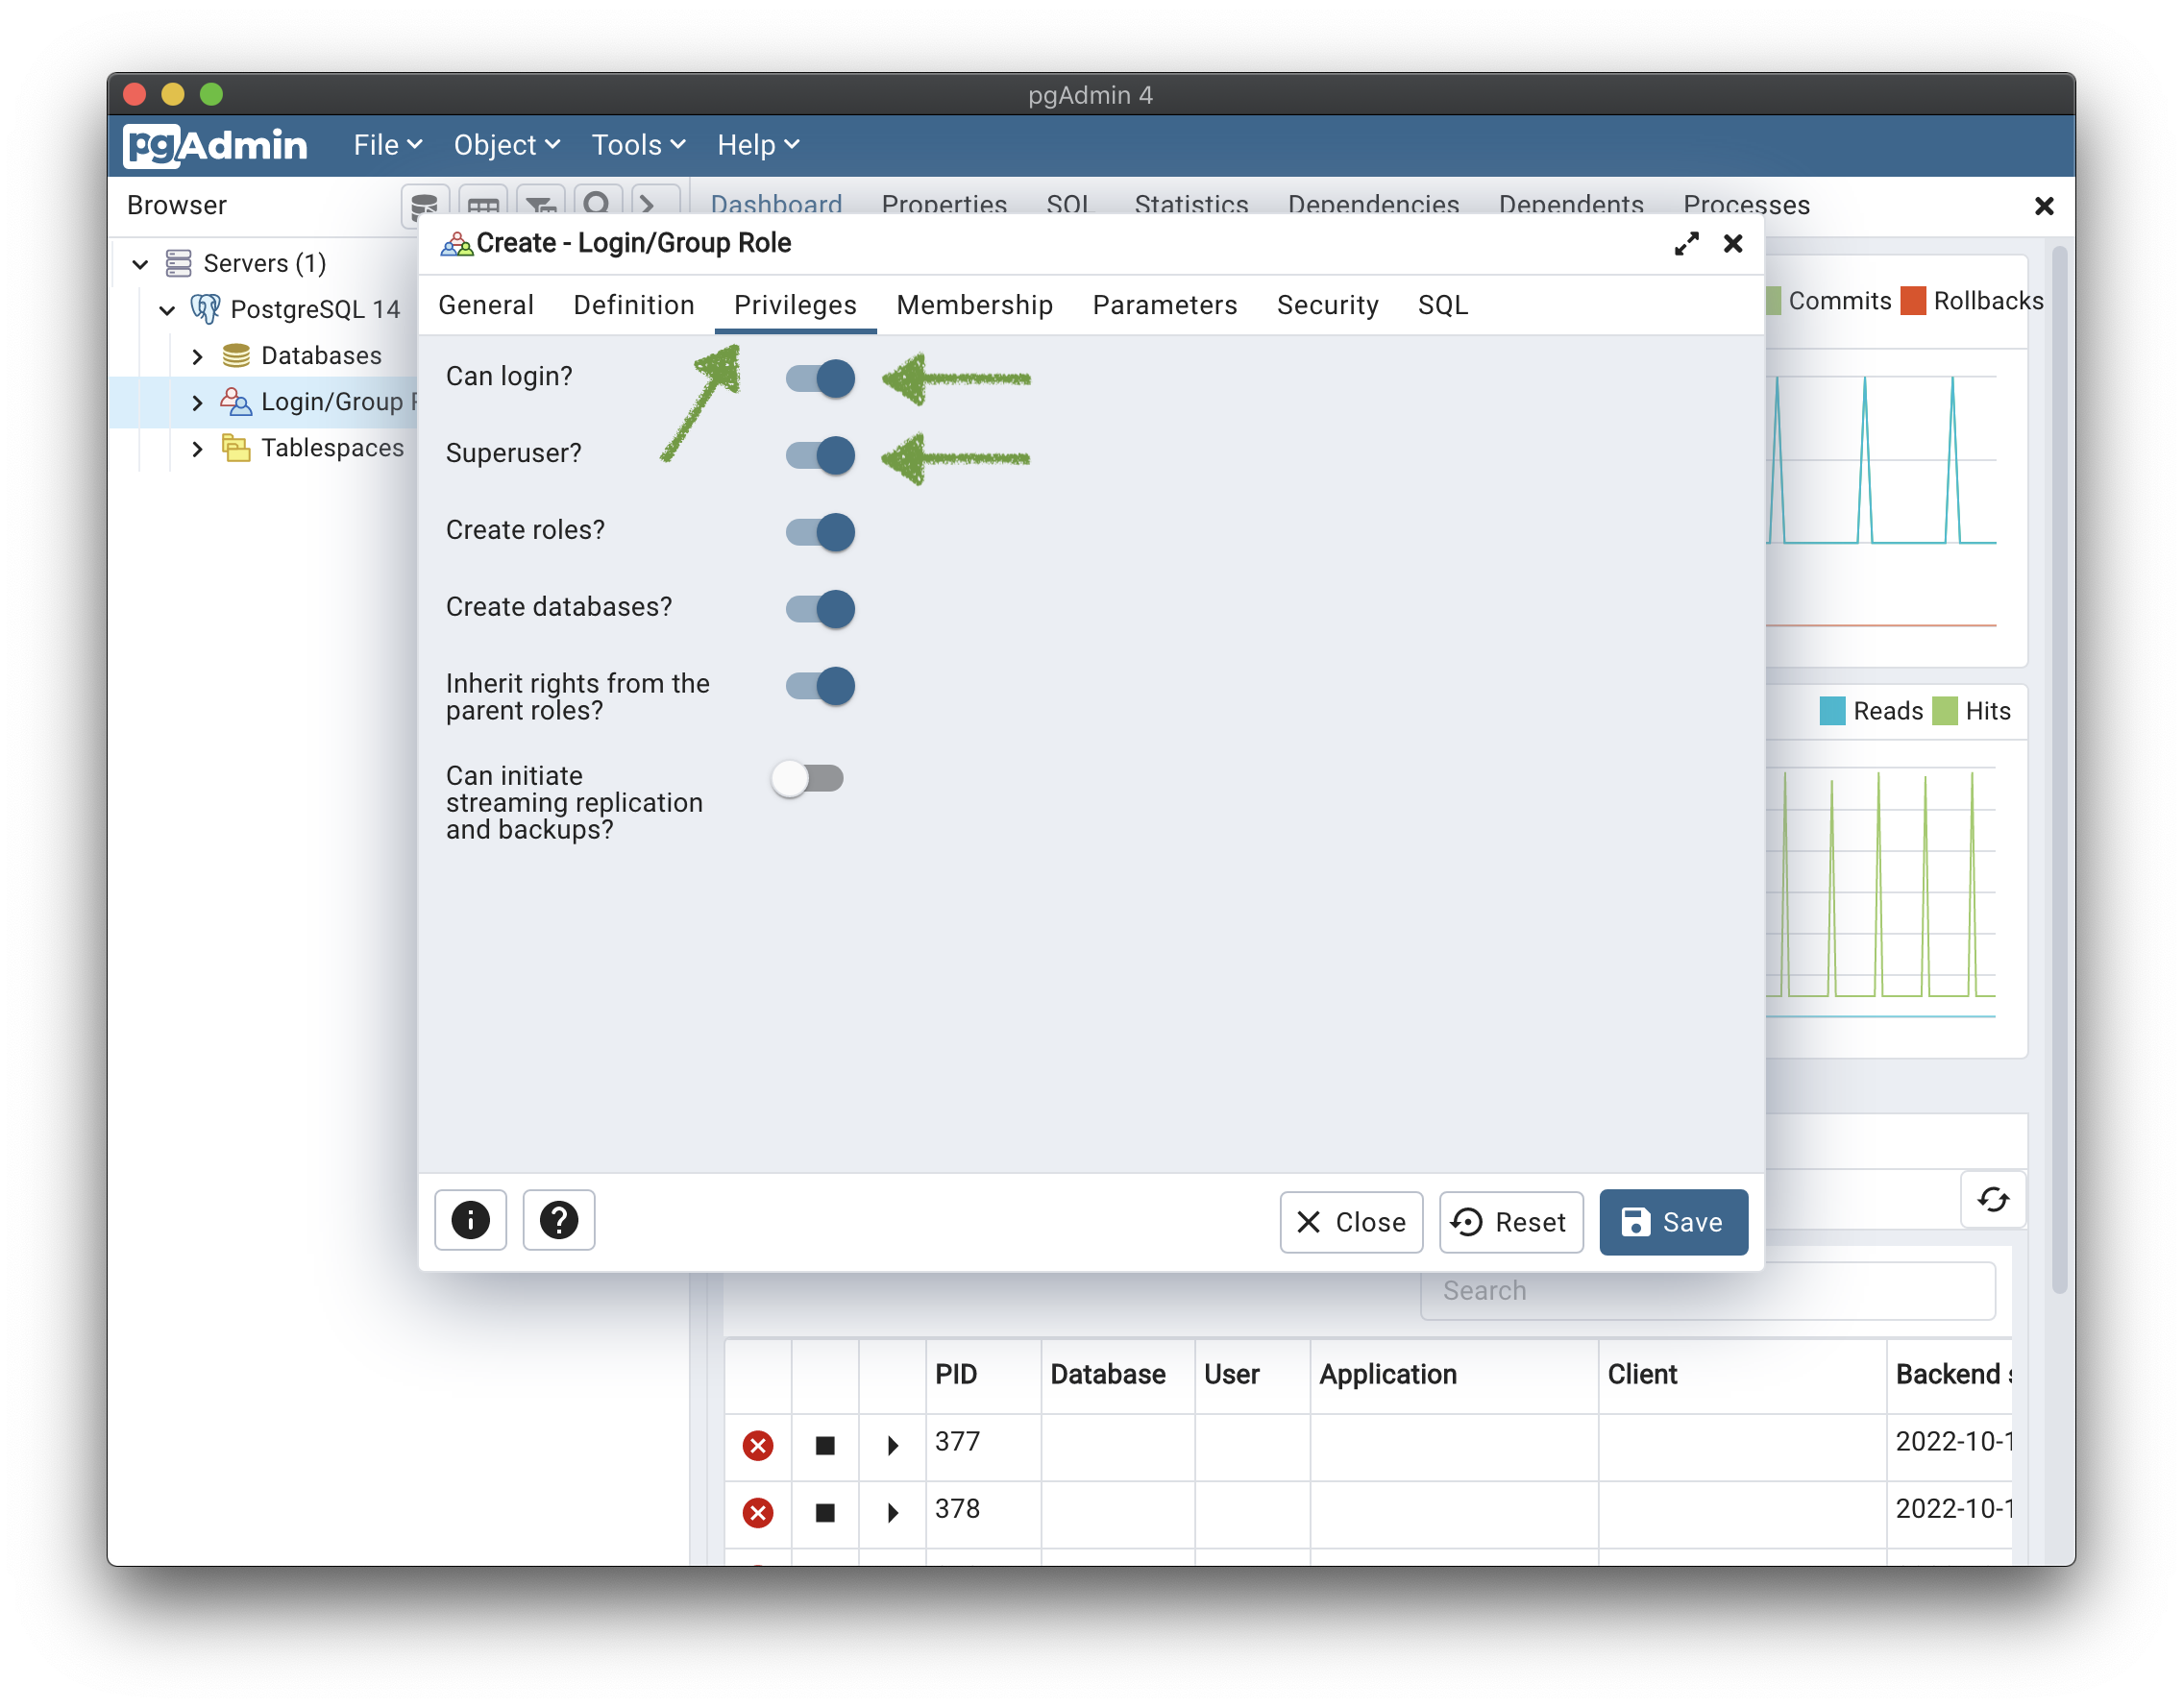 pgAdmin 4
pgAdmin File Object Tools Help
Browser
Dashboard Properties SQL Statistics Dependencies Dependents Processes
Create - Login/Group Role
Servers (1)
PostgreSQL 14
Databases
Login/Group
Tablespaces
General Definition Privileges Membership Parameters Security SQL
Commits Rollbacks
Can login?
Superuser?
Create roles?
Create databases?
Inherit rights from the
parent roles?
Can initiate
streaming replication
and backups?
Reads Hits
Close Reset Save
Search
PID Database User Application Client Backend
377 2022-10-1
378 2022-10-1